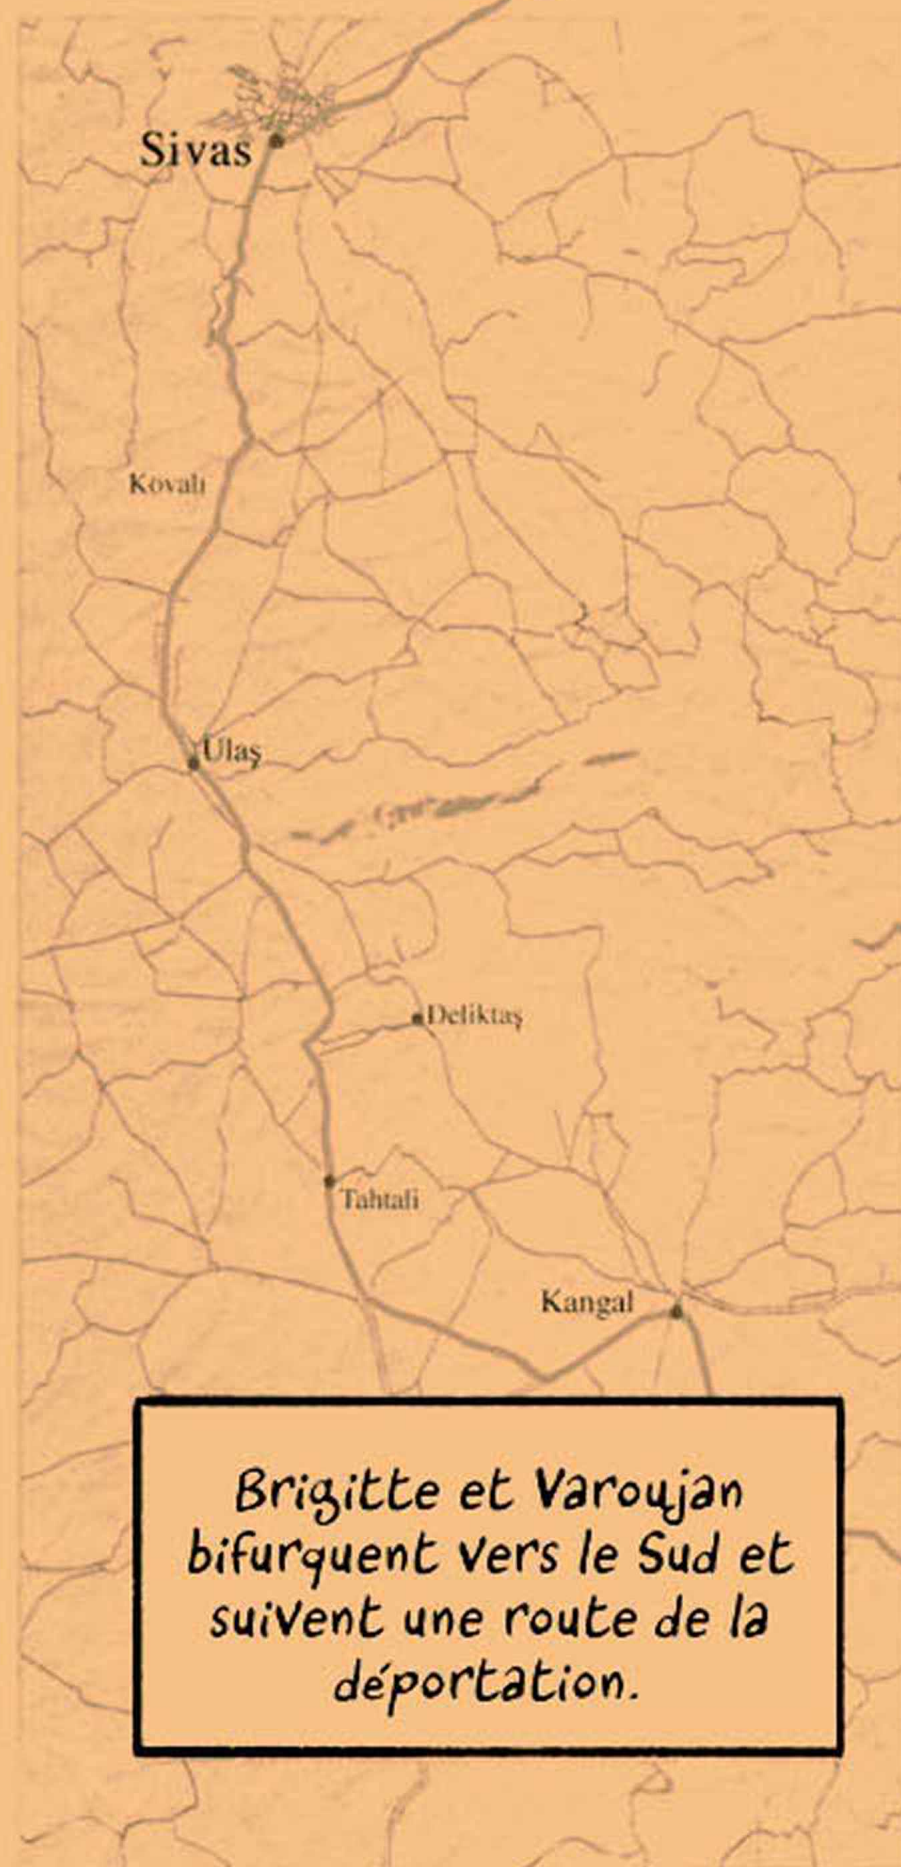 Sivas
Kovalı
Ulaş
Deliktaş
Tahtali
Kangal
Brigitte et Varoujan
bifurquent vers le Sud et
suivent une route de la
déportation.